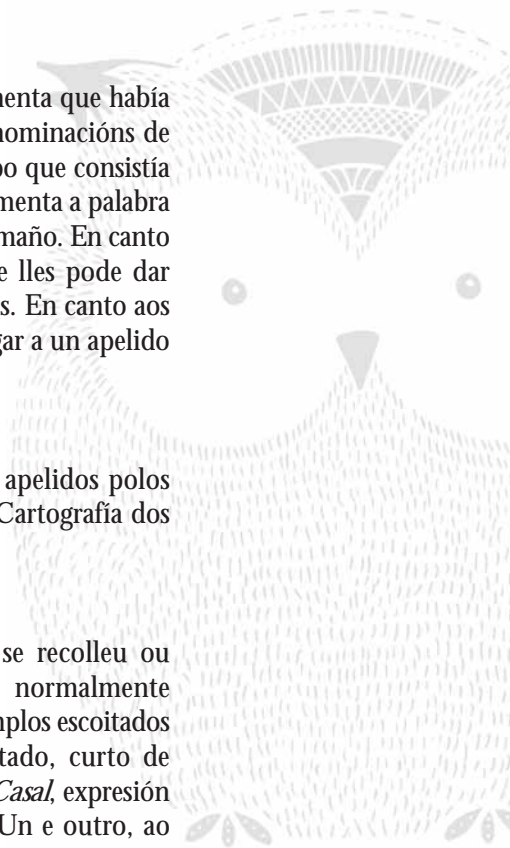 menta que había
nominacións de
po que consistía
menta a palabra
maño. En canto
e lles pode dar
s. En canto aos
gar a un apelido
apelidos polos
Cartografía dos
se recolleu ou
normalmente
mplos escoitados
tado, curto de
Casal, expresión
Un e outro, ao